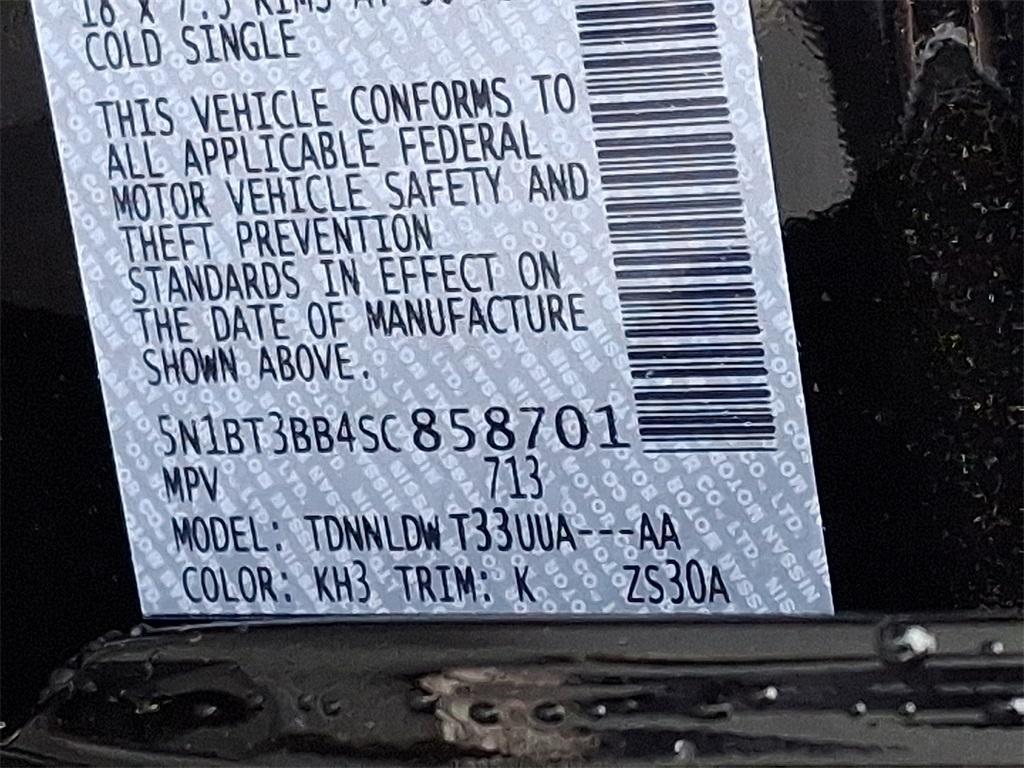 COLD SINGLE
THIS VEHICLE CONFORMS TO
ALL APPLICABLE FEDERAL
MOTOR VEHICLE SAFETY AND
THEFT PREVENTION
STANDARDS IN EFFECT ON
THE DATE OF MANUFACTURE
SHOWN ABOVE.
5N1BT3BB4SC858701
MPV 713
MODEL: TDNNLDW T33UUA---AA
COLOR: KH3 TRIM: K ZS30A